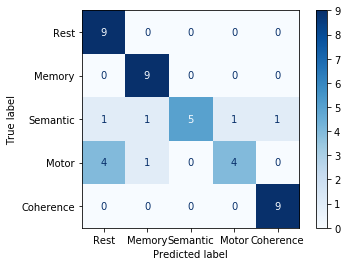 Rest 9 0 0 0 0
Memory 0 9 0 0 0
Semantic 1 1 5 1 1
Motor 4 1 0 4 0
Coherence 0 0 0 0 9
Rest Memory Semantic Motor Coherence
Predicted label
True label
9
8
7
6
5
4
3
2
1
0